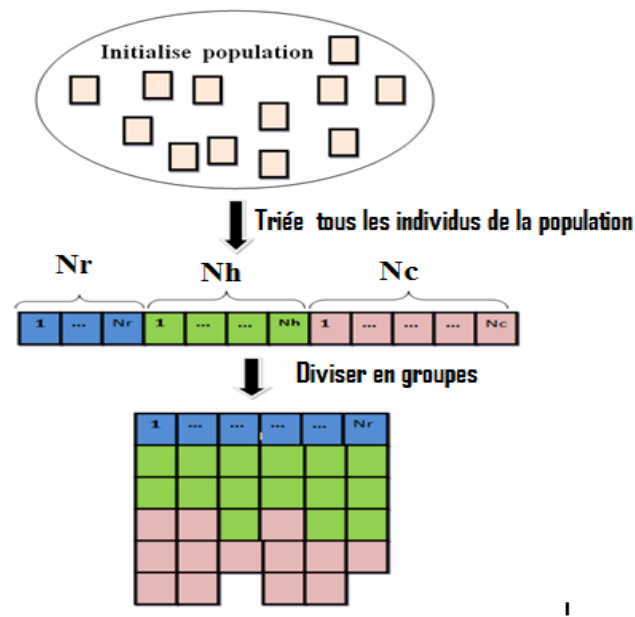 Initialise population
Triée tous les individus de la population
Nr Nh Nc
1 ... Nr 1 ... ... Nh 1 ... ... ... Nc
Diviser en groupes
1 ... ... ... ... Nr